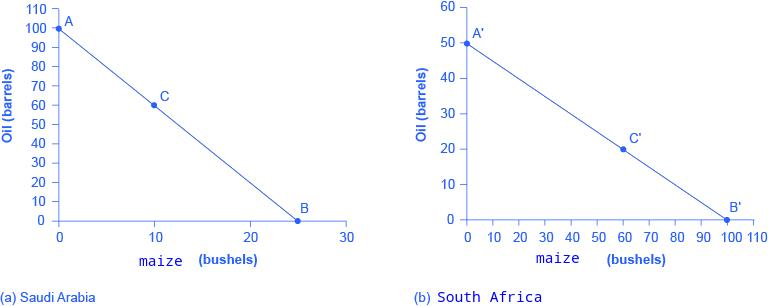 110
100
90
80
70
60
50
40
30
20
10
0
Oil (barrels)
A
C
B
0 10 20 30
maize (bushels)
(a) Saudi Arabia
60
50
40
30
20
10
0
Oil (barrels)
A'
C'
B'
0 10 20 30 40 50 60 70 80 90 100 110
maize (bushels)
(b) South Africa